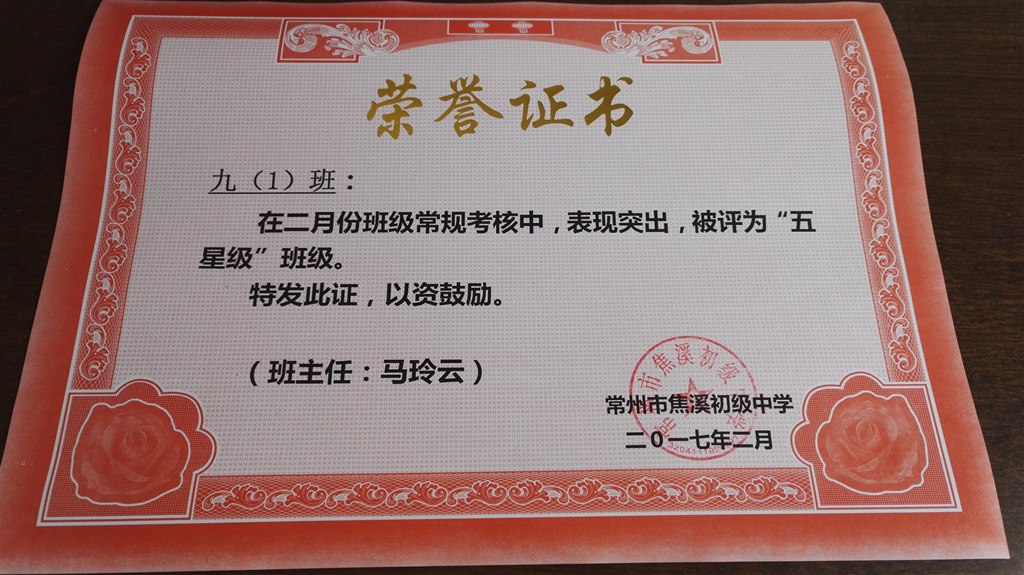 荣誉证书
九（1）班：
在二月份班级常规考核中，表现突出，被评为“五
星级”班级。
特发此证，以资鼓励。
（班主任：马玲云）
常州市焦溪初级中学
二0一七年二月